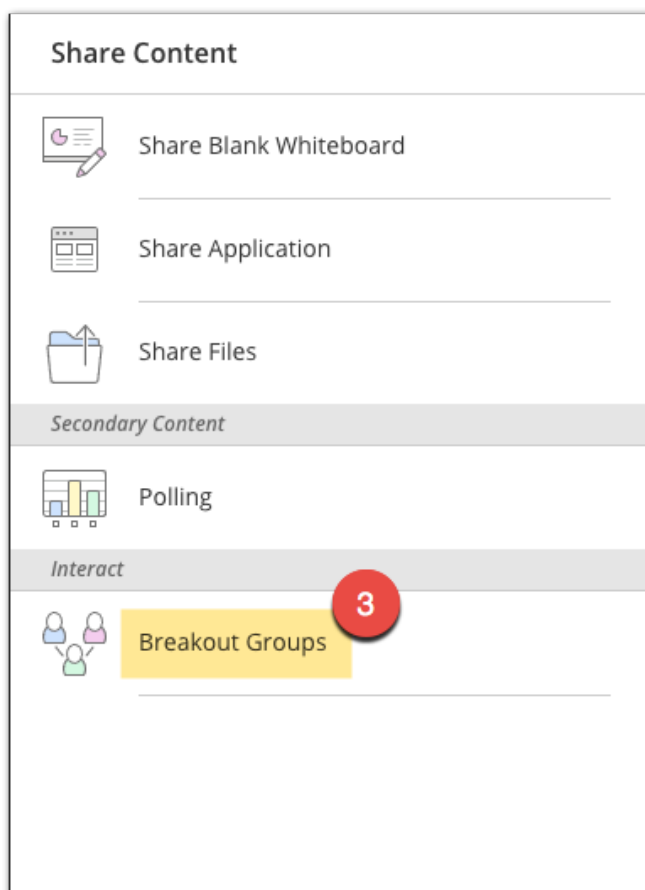 Share Content
Share Blank Whiteboard
Share Application
Share Files
Secondary Content
Polling
Interact
3
Breakout Groups